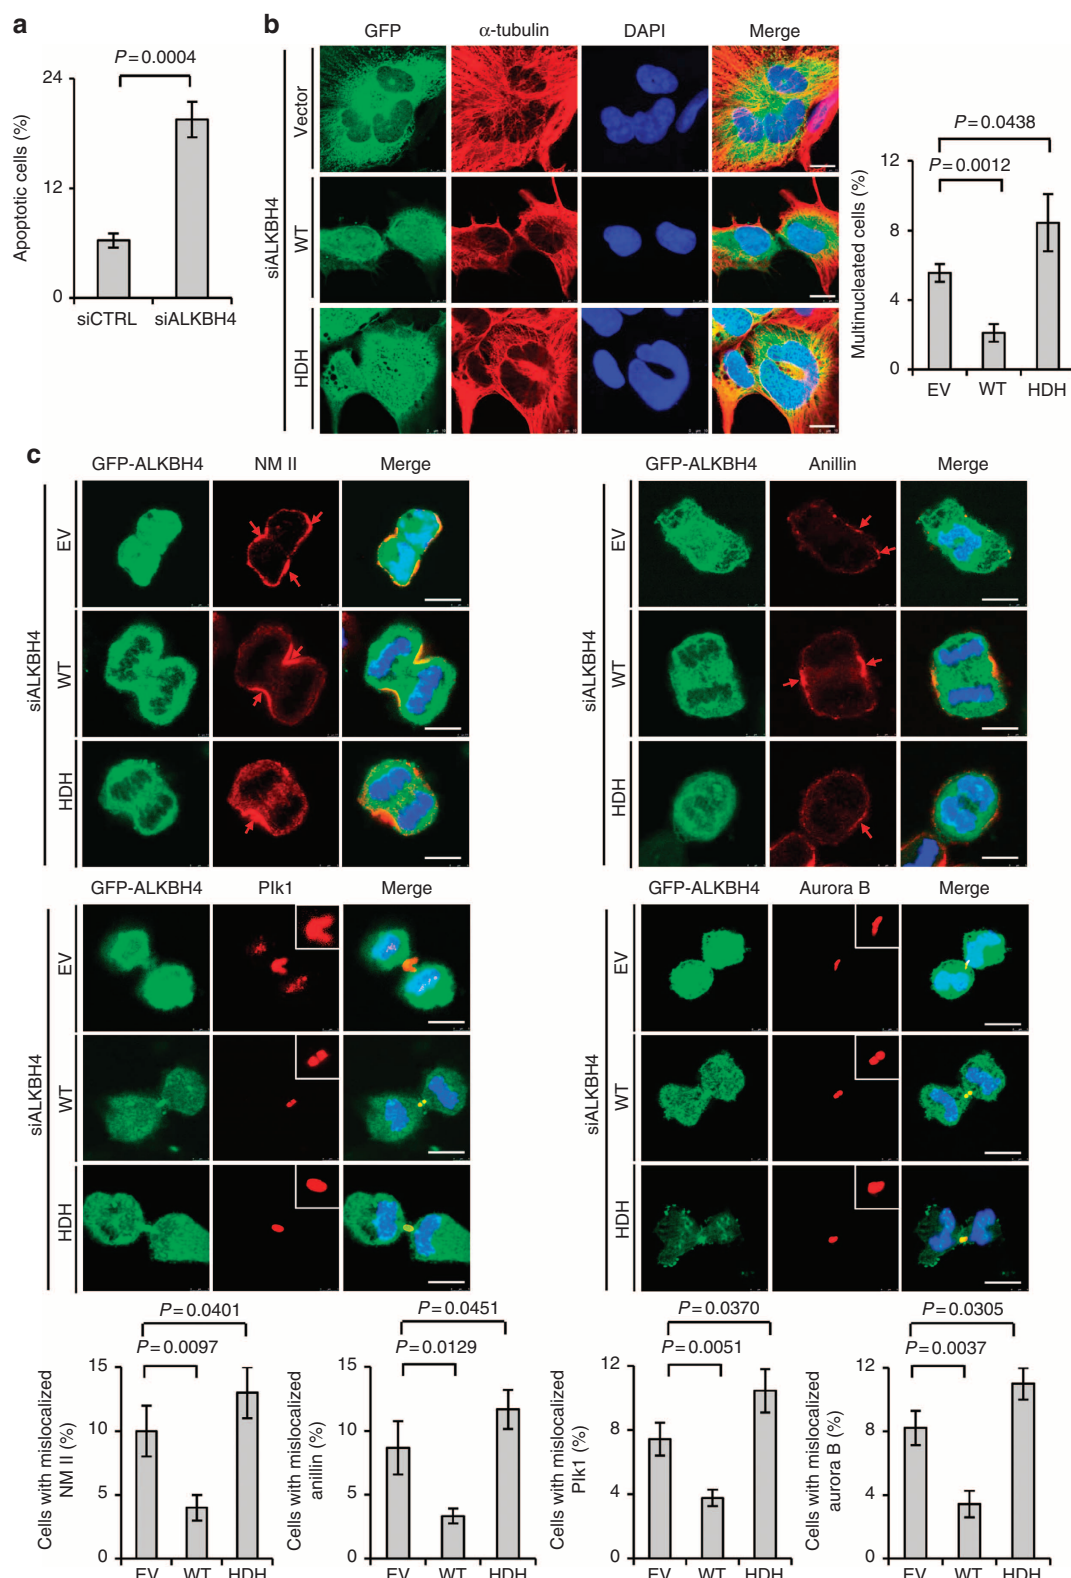 a
P=0.0004
Apoptotic cells (%)
24
12
0
siCTRL
siALKBH4
b
GFP
α-tubulin
DAPI
Merge
siALKBH4
Vector
WT
HDH
P=0.0438
P=0.0012
Multinucleated cells (%)
12
8
4
0
EV
WT
HDH
c
GFP-ALKBH4
NM II
Merge
siALKBH4
EV
WT
HDH
GFP-ALKBH4
Anillin
Merge
siALKBH4
EV
WT
HDH
GFP-ALKBH4
Plk1
Merge
siALKBH4
EV
WT
HDH
GFP-ALKBH4
Aurora B
Merge
siALKBH4
EV
WT
HDH
P=0.0401
P=0.0097
Cells with mislocalized
NM II (%)
15
10
5
0
EV
WT
HDH
P=0.0451
P=0.0129
Cells with mislocalized
anillin (%)
15
10
5
0
EV
WT
HDH
P=0.0370
P=0.0051
Cells with mislocalized
Plk1 (%)
12
8
4
0
EV
WT
HDH
P=0.0305
P=0.0037
Cells with mislocalized
aurora B (%)
12
8
4
0
EV
WT
HDH